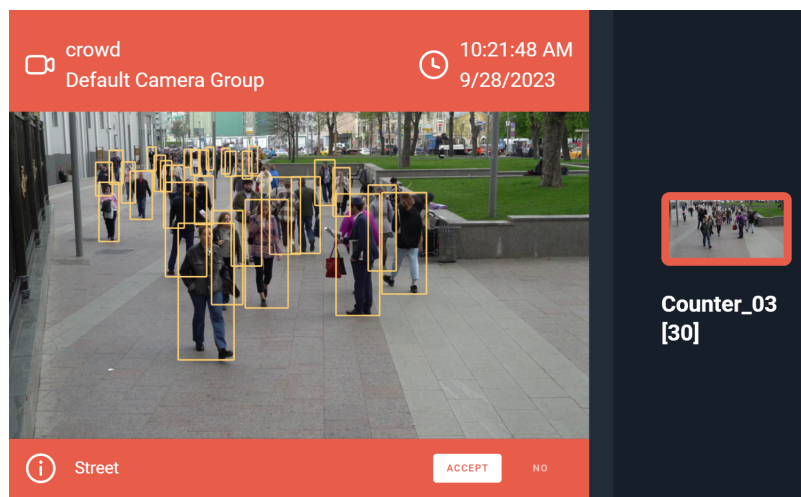 crowd
Default Camera Group
10:21:48 AM
9/28/2023
Counter_03
[30]
Street
ACCEPT
NO